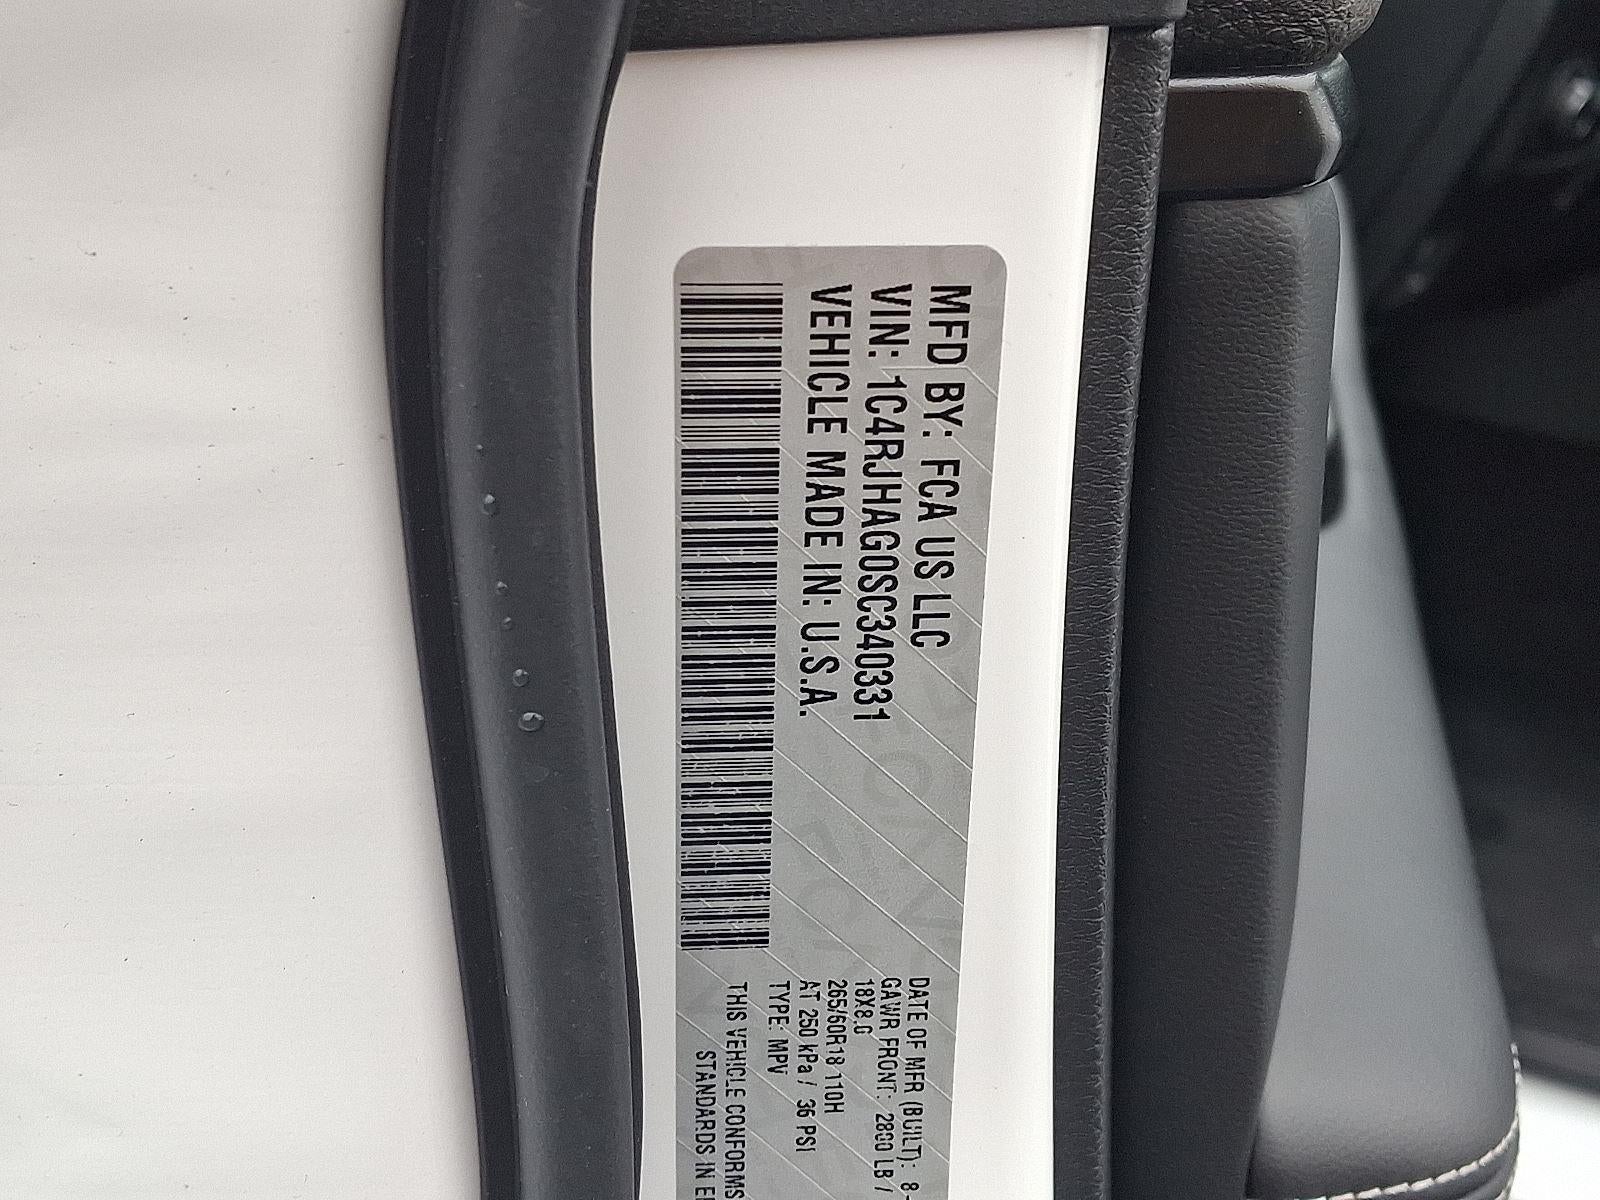 MFD BY: FCA US LLC
VIN: 1C4RJHAG0SC340331
VEHICLE MADE IN: U.S.A.
DATE OF MFR (BUILT): 8-
GAWR FRONT: 2800 LB /
18X8.0
265/60R18 110H
AT 250 kPa / 36 PSI
TYPE: MPV
THIS VEHICLE CONFORMS
STANDARDS IN